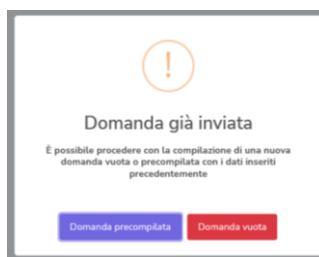 !
Domanda già inviata
È possibile procedere con la compilazione di una nuova
domanda vuota o precompilata con i dati inseriti
precedentemente
Domanda precompilata
Domanda vuota